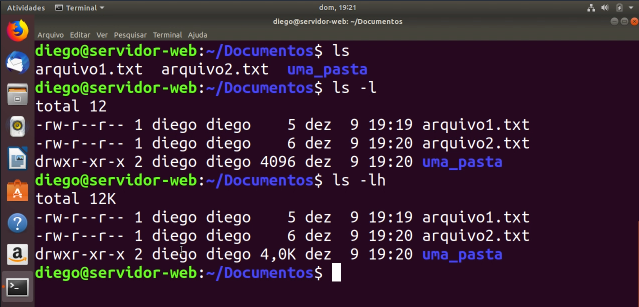 Atividades Terminal dom, 19:21
diego@servidor-web: ~/Documentos
Arquivo Editar Ver Pesquisar Terminal Ajuda
diego@servidor-web:~/Documentos$ ls
arquivo1.txt arquivo2.txt uma_pasta
diego@servidor-web:~/Documentos$ ls -l
total 12
-rw-r--r-- 1 diego diego 5 dez 9 19:19 arquivo1.txt
-rw-r--r-- 1 diego diego 6 dez 9 19:20 arquivo2.txt
drwxr-xr-x 2 diego diego 4096 dez 9 19:20 uma_pasta
diego@servidor-web:~/Documentos$ ls -lh
total 12K
-rw-r--r-- 1 diego diego 5 dez 9 19:19 arquivo1.txt
-rw-r--r-- 1 diego diego 6 dez 9 19:20 arquivo2.txt
drwxr-xr-x 2 diego diego 4,0K dez 9 19:20 uma_pasta
diego@servidor-web:~/Documentos$